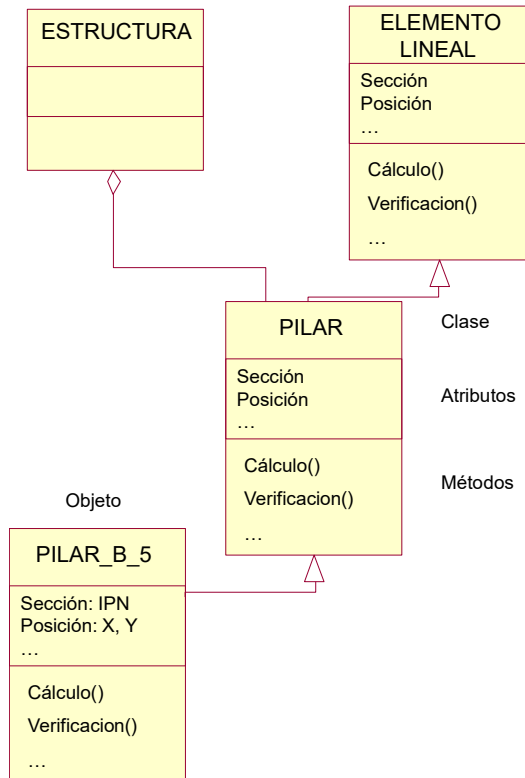 ESTRUCTURA
ELEMENTO
LINEAL
Sección
Posición
…
Cálculo()
Verificacion()
…
PILAR
Sección
Posición
…
Cálculo()
Verificacion()
…
Clase
Atributos
Métodos
Objeto
PILAR_B_5
Sección: IPN
Posición: X, Y
…
Cálculo()
Verificacion()
…